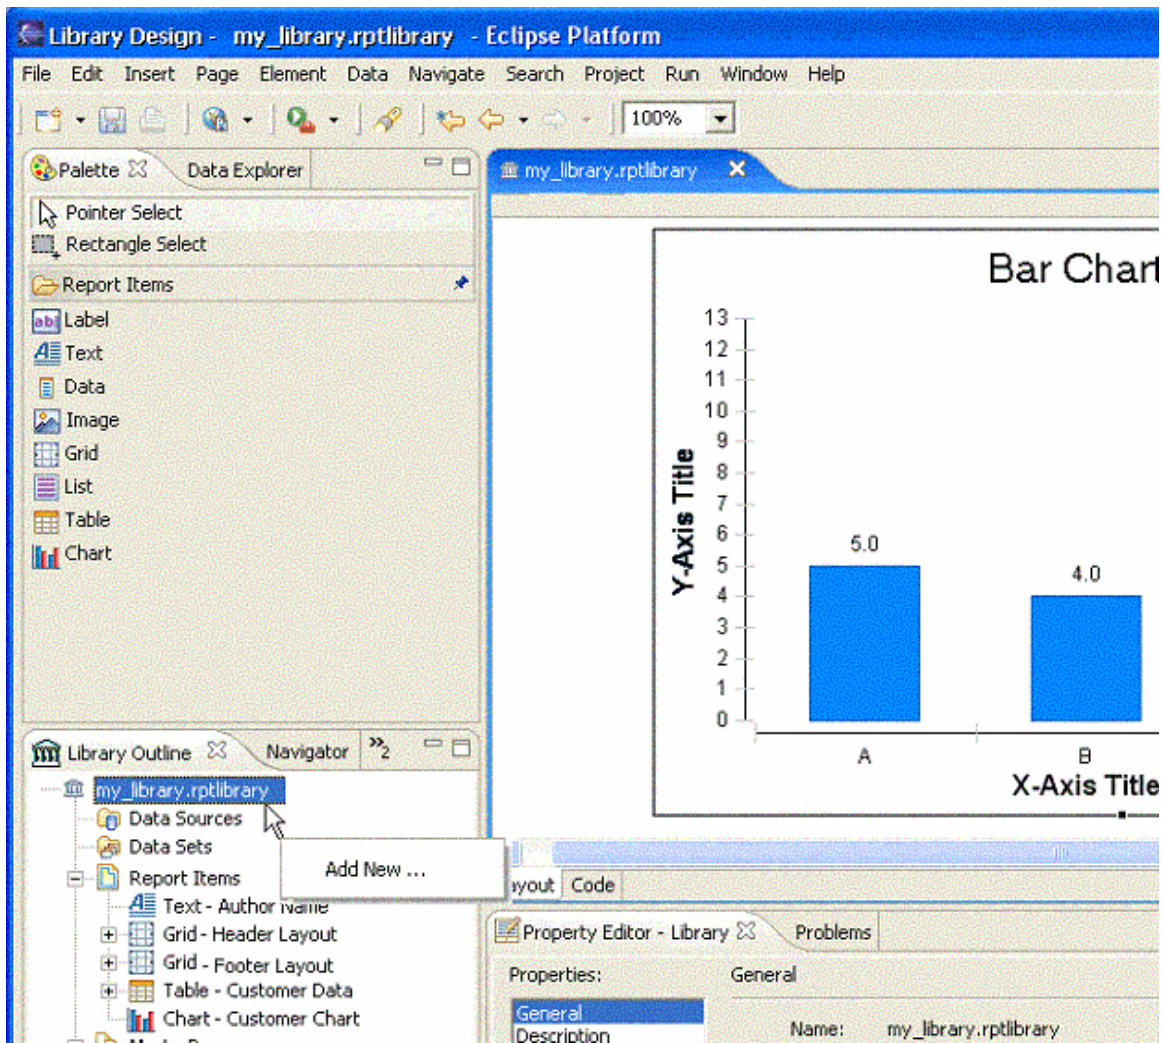 Library Design - my_library.rptlibrary - Eclipse Platform
File Edit Insert Page Element Data Navigate Search Project Run Window Help
100%
Palette Data Explorer
Pointer Select
Rectangle Select
Report Items
Label
Text
Data
Image
Grid
List
Table
Chart
my_library.rptlibrary
Bar Chart
13
12
11
10
9
8
7
6
5
4
3
2
1
0
Y-Axis Title
5.0
4.0
A B
X-Axis Title
Layout Code
Library Outline Navigator »2
my_library.rptlibrary
Data Sources
Data Sets
Report Items
Text - Author Name
Grid - Header Layout
Grid - Footer Layout
Table - Customer Data
Chart - Customer Chart
Add New ...
Property Editor - Library Problems
Properties: General
General
Description
Name: my_library.rptlibrary